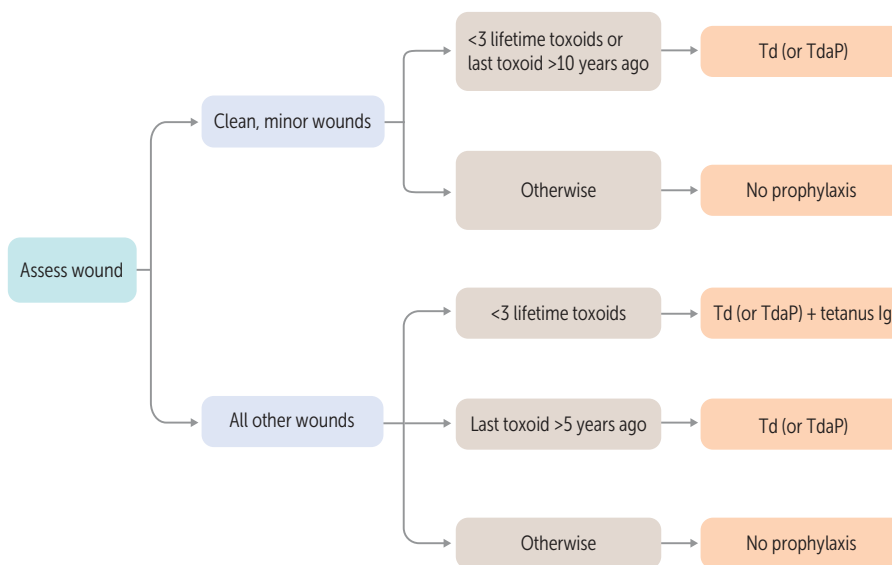 <3 lifetime toxoids or
last toxoid >10 years ago
Td (or TdaP)
Clean, minor wounds
Otherwise
No prophylaxis
Assess wound
<3 lifetime toxoids
Td (or TdaP) + tetanus Ig
All other wounds
Last toxoid >5 years ago
Td (or TdaP)
Otherwise
No prophylaxis